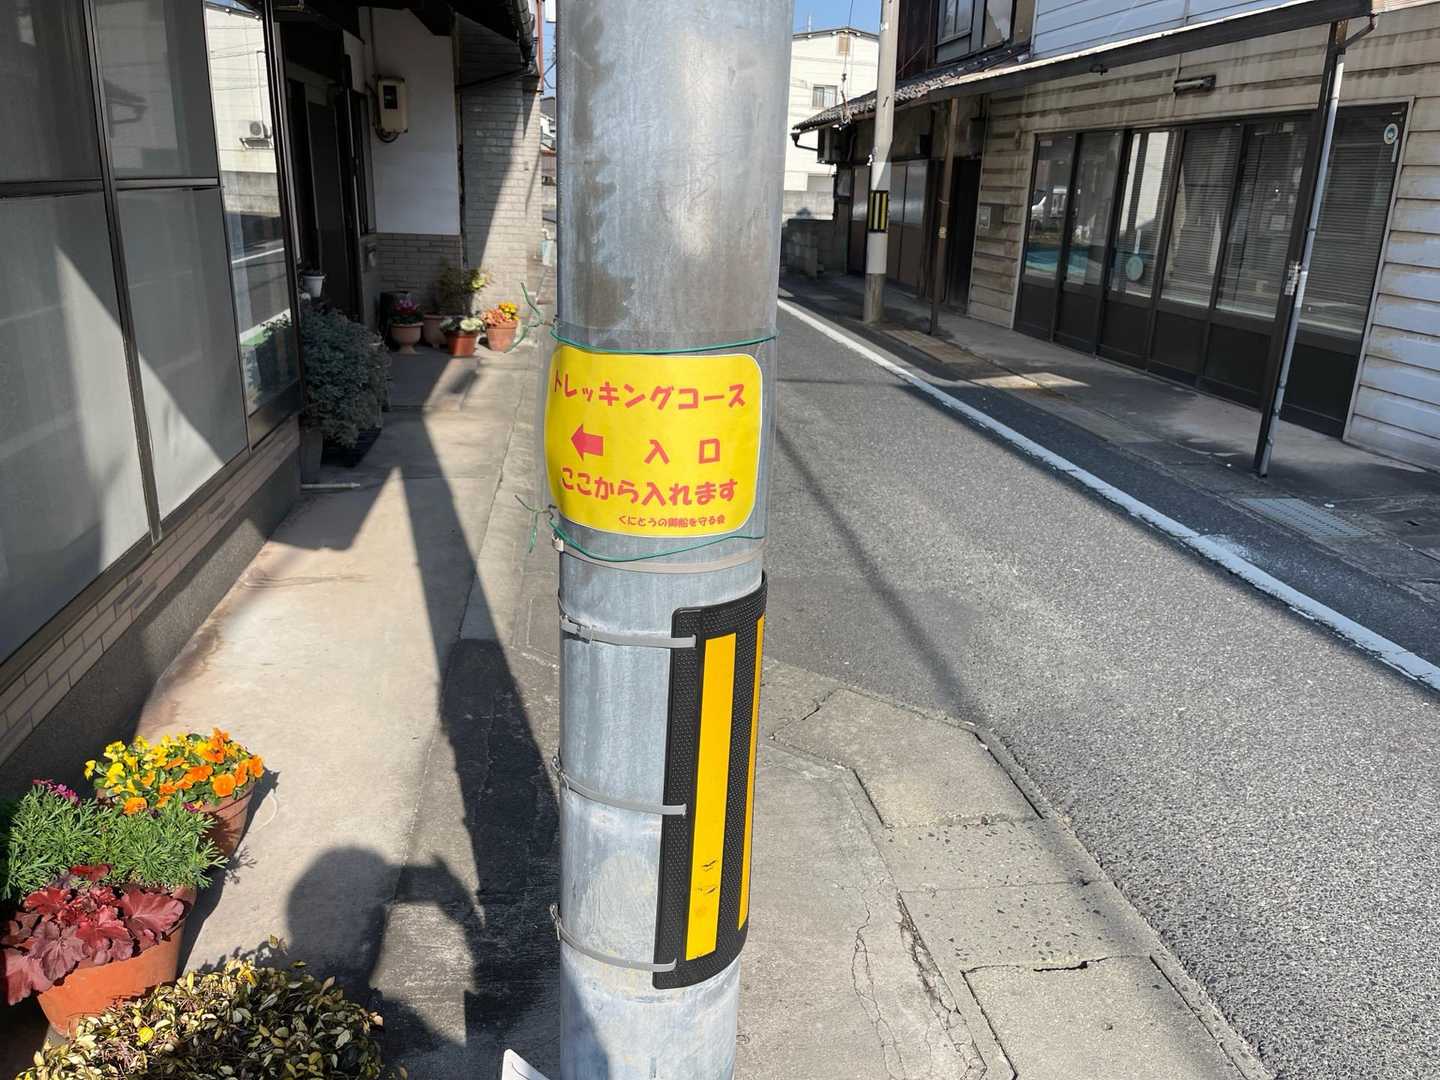 トレッキングコース
← 入口
ここから入れます
くにとうの御船を守る会